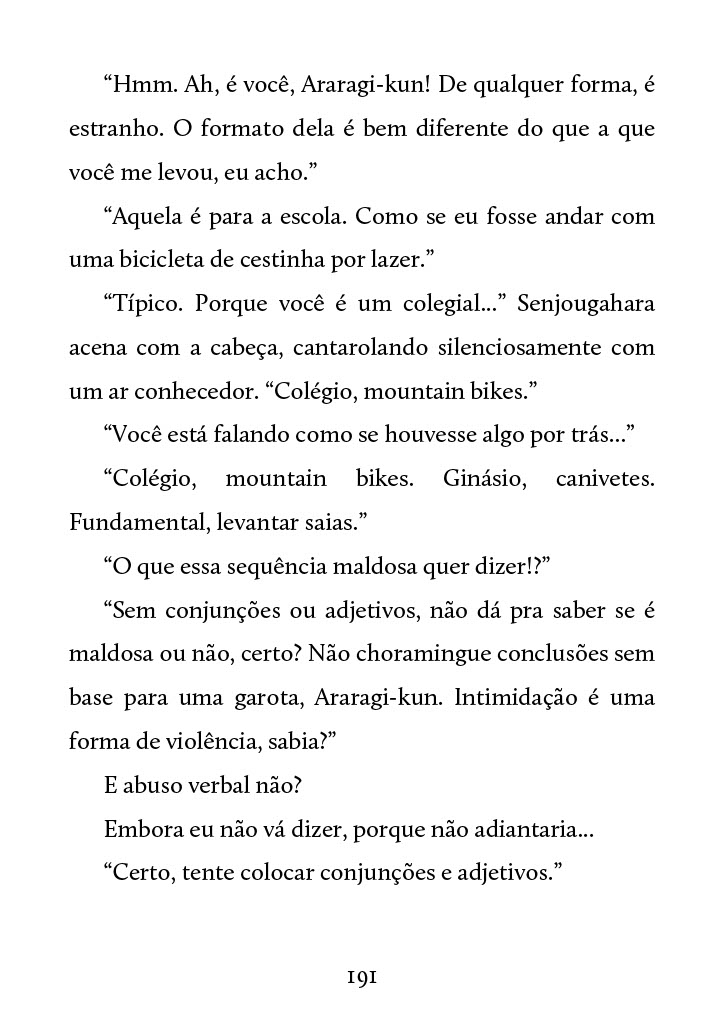 “Hmm. Ah, é você, Araragi-kun! De qualquer forma, é
estranho. O formato dela é bem diferente do que a que
você me levou, eu acho.”
“Aquela é para a escola. Como se eu fosse andar com
uma bicicleta de cestinha por lazer.”
“Típico. Porque você é um colegial...” Senjougahara
acena com a cabeça, cantarolando silenciosamente com
um ar conhecedor. “Colégio, mountain bikes.”
“Você está falando como se houvesse algo por trás...”
“Colégio, mountain bikes. Ginásio, canivetes.
Fundamental, levantar saias.”
“O que essa sequência maldosa quer dizer!?”
“Sem conjunções ou adjetivos, não dá pra saber se é
maldosa ou não, certo? Não choramingue conclusões sem
base para uma garota, Araragi-kun. Intimidação é uma
forma de violência, sabia?”
E abuso verbal não?
Embora eu não vá dizer, porque não adiantaria...
“Certo, tente colocar conjunções e adjetivos.”
191